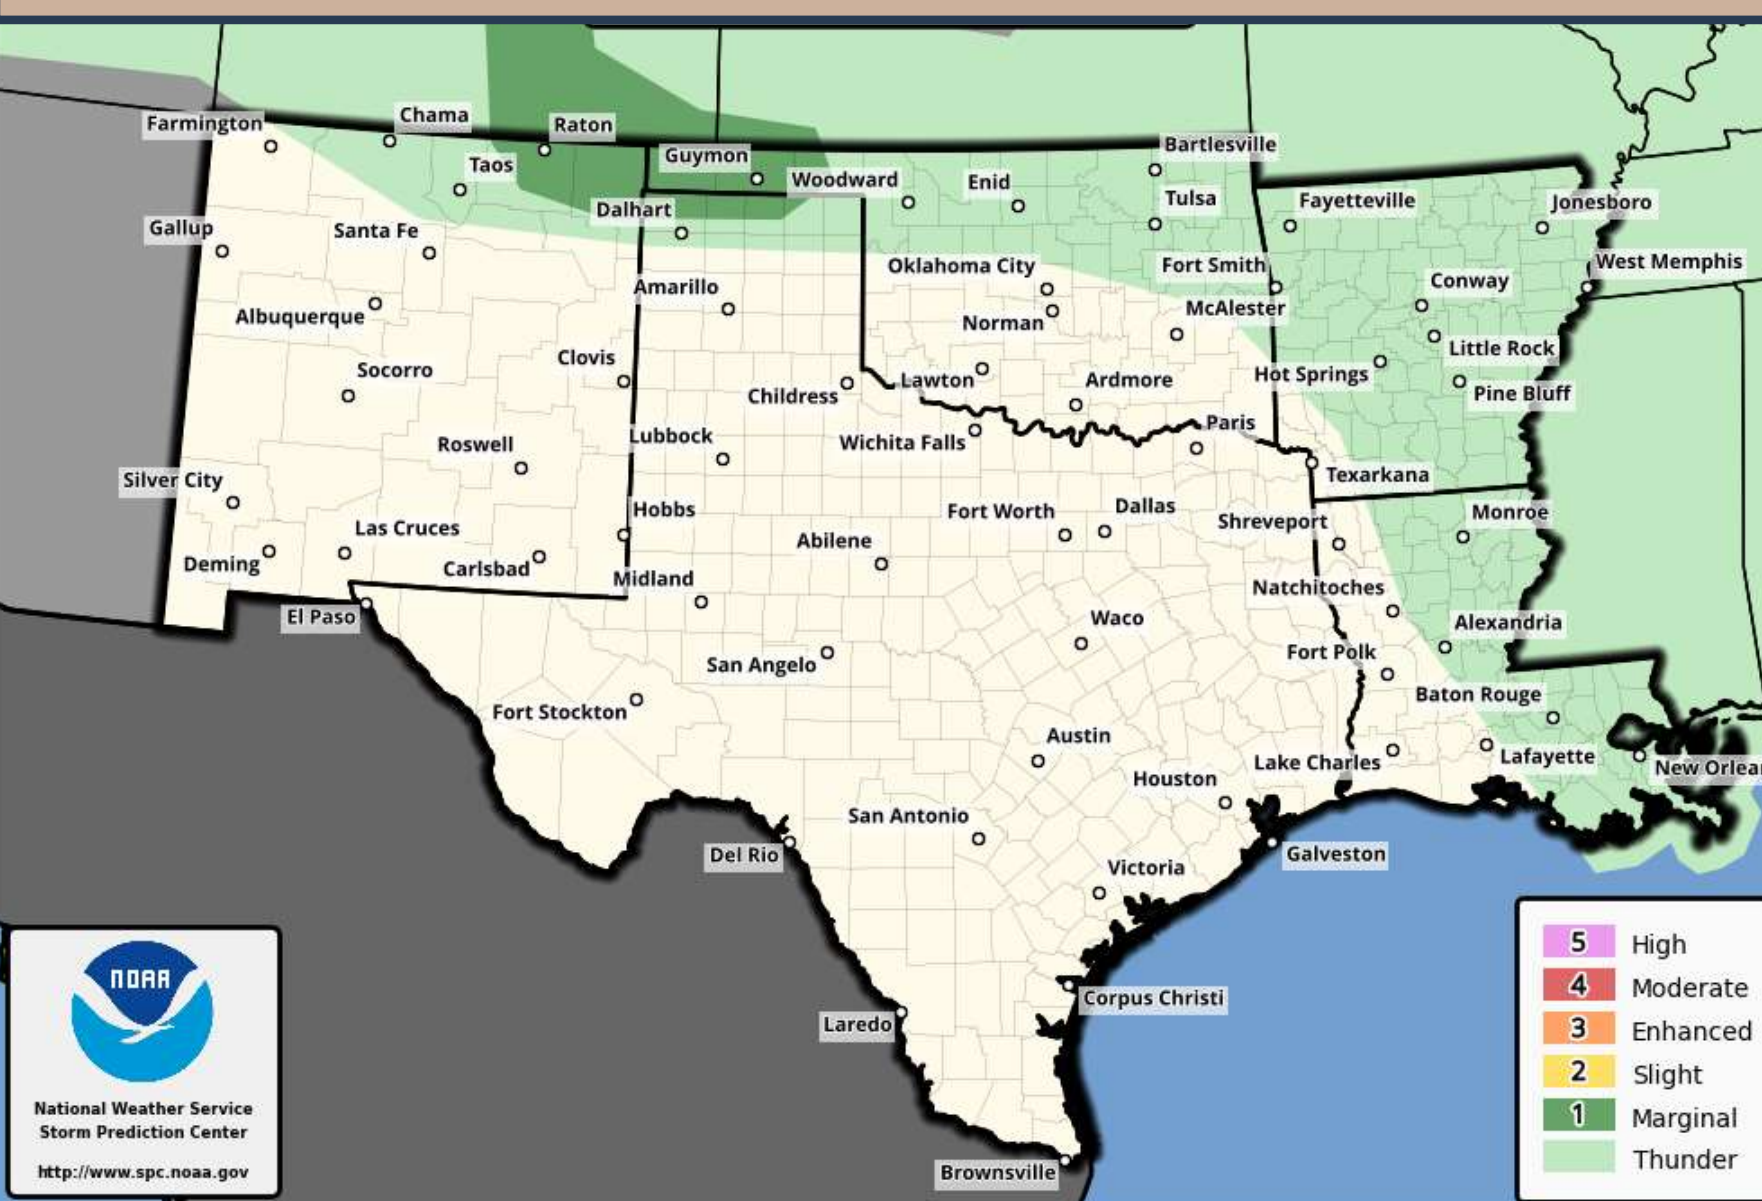 Farmington
Chama
Raton
Taos
Guymon
Woodward
Enid
Bartlesville
Tulsa
Fayetteville
Jonesboro
Gallup
Santa Fe
Dalhart
Oklahoma City
Fort Smith
West Memphis
Amarillo
Conway
Albuquerque
Norman
McAlester
Little Rock
Socorro
Clovis
Childress
Lawton
Ardmore
Hot Springs
Pine Bluff
Roswell
Lubbock
Wichita Falls
Paris
Silver City
Texarkana
Las Cruces
Hobbs
Fort Worth
Dallas
Shreveport
Monroe
Deming
Carlsbad
Abilene
Midland
Natchitoches
El Paso
Waco
Alexandria
San Angelo
Fort Polk
Fort Stockton
Baton Rouge
Austin
Lake Charles
Lafayette
New Orlea
Houston
San Antonio
Del Rio
Galveston
Victoria
Corpus Christi
Laredo
Brownsville
NOAA
National Weather Service
Storm Prediction Center
http://www.spc.noaa.gov
5 High
4 Moderate
3 Enhanced
2 Slight
1 Marginal
Thunder